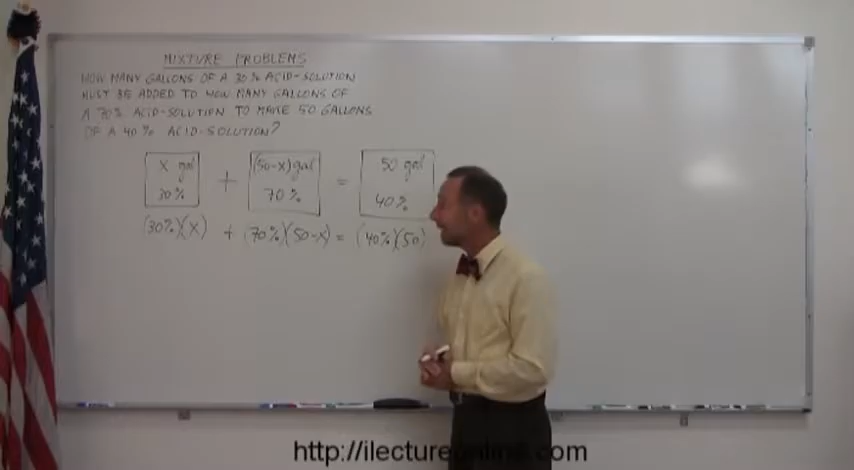 MIXTURE PROBLEMS
HOW MANY GALLONS OF A 30% ACID-SOLUTION
MUST BE ADDED TO HOW MANY GALLONS OF
A 70% ACID-SOLUTION TO MAKE 50 GALLONS
OF A 40% ACID-SOLUTION?
x gal + (50-x) gal = 50 gal
30% 70% 40%
(30%)(x) + (70%)(50-x) = (40%)(50)
http://ilectureonline.com